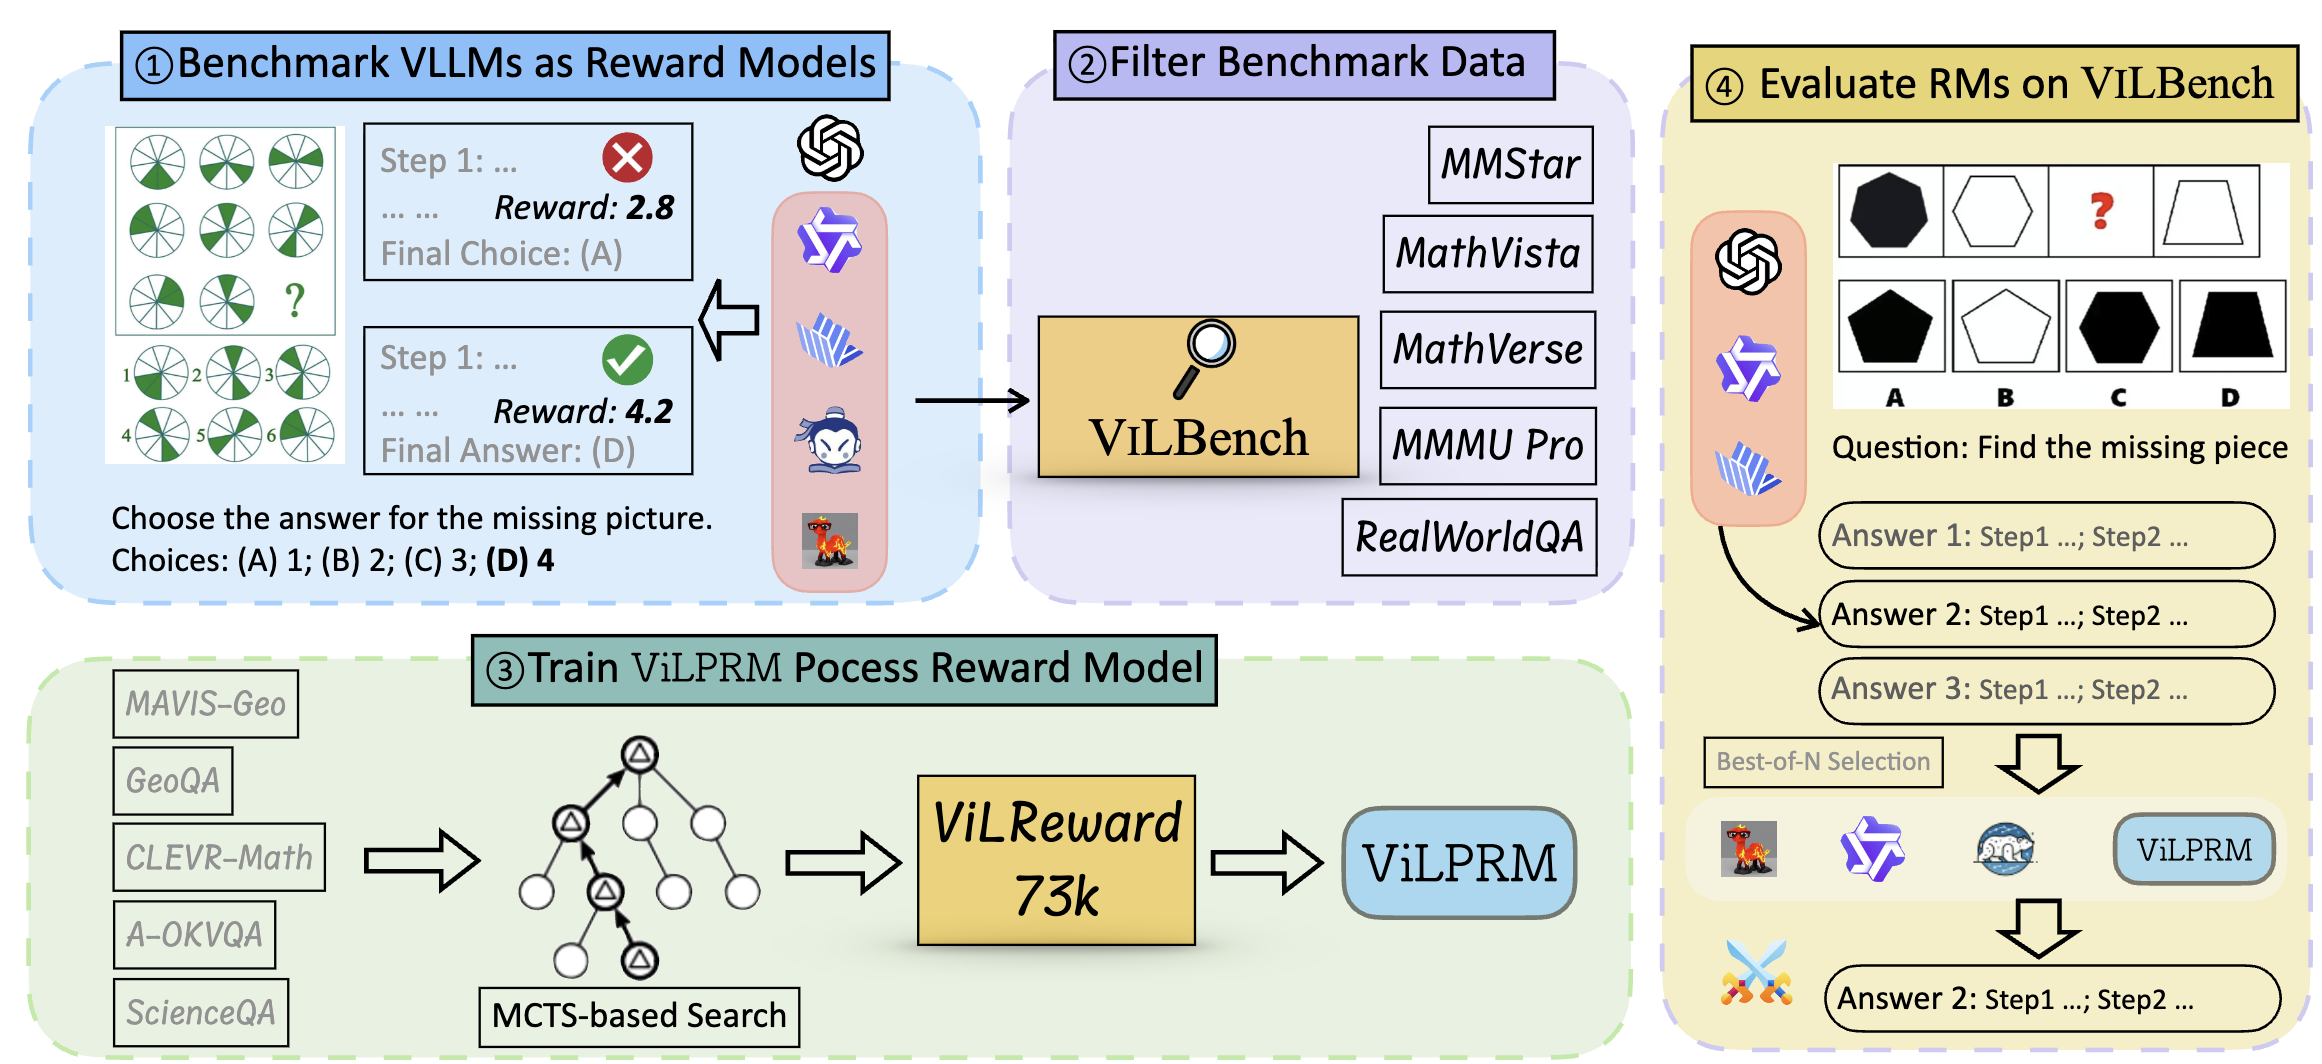 ①Benchmark VLLMs as Reward Models
Step 1: ...
... ...
Reward: 2.8
Final Choice: (A)
?
1 2 3
4 5 6
Step 1: ...
... ...
Reward: 4.2
Final Answer: (D)
Choose the answer for the missing picture.
Choices: (A) 1; (B) 2; (C) 3; (D) 4
②Filter Benchmark Data
MMStar
MathVista
MathVerse
MMMU Pro
RealWorldQA
ViLBench
③Train ViLPRM Pocess Reward Model
MAVIS-Geo
GeoQA
CLEVR-Math
A-OKVQA
ScienceQA
MCTS-based Search
ViLReward
73k
ViLPRM
④ Evaluate RMs on ViLBench
?
A B C D
Question: Find the missing piece
Answer 1: Step1 ...; Step2 ...
Answer 2: Step1 ...; Step2 ...
Answer 3: Step1 ...; Step2 ...
Best-of-N Selection
ViLPRM
Answer 2: Step1 ...; Step2 ...